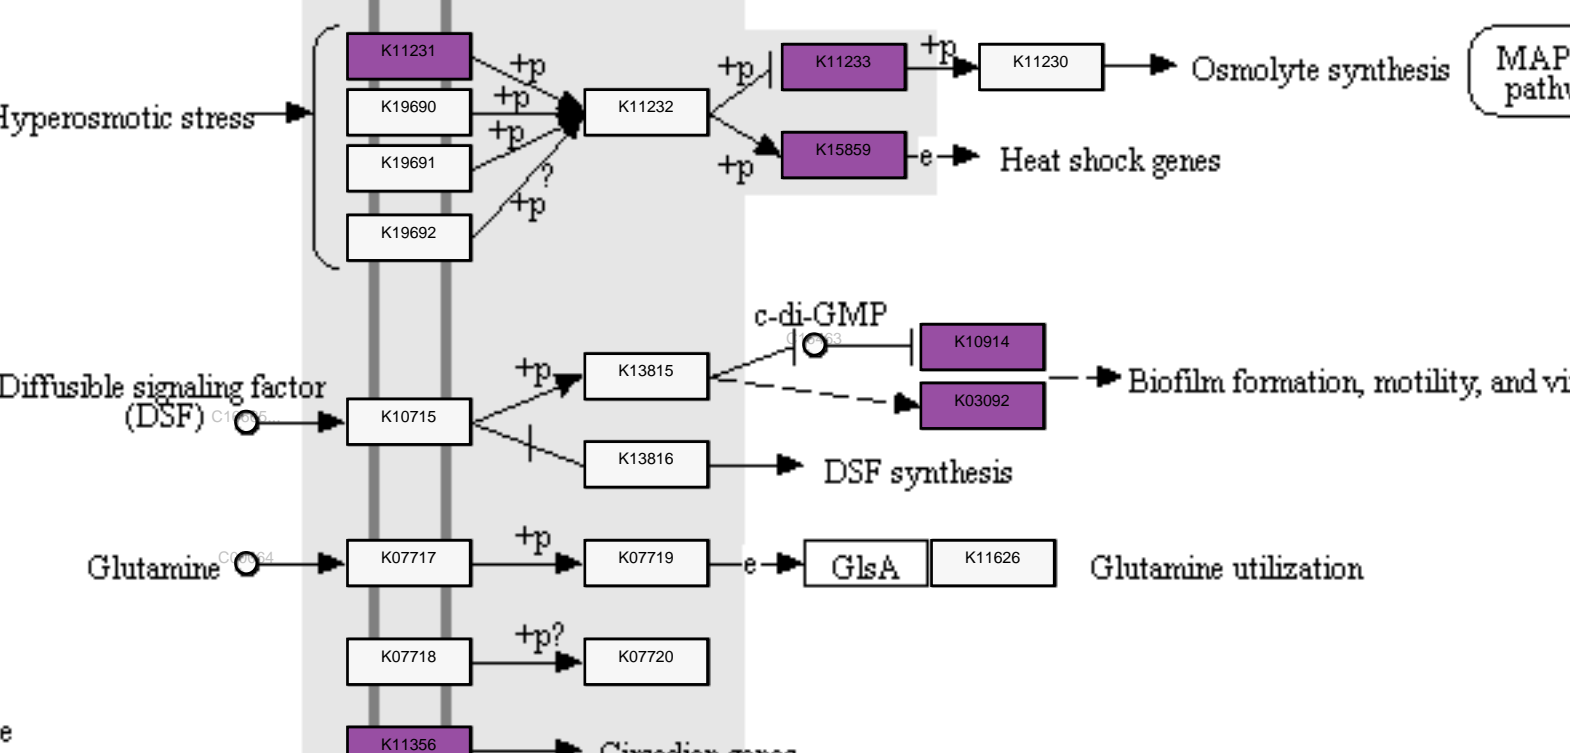 K11231
+p
+p
K11233
+p
K11230
Osmolyte synthesis
MAP
Hyperosmotic stress
K19690
+p
K11232
+p
K19691
K15859
e
Heat shock genes
?
+p
+p
K19692
c-di-GMP
K10914
Diffusible signaling factor
(DSF)
+p
K13815
Biofilm formation, motility, and vi
K03092
K10715
K13816
DSF synthesis
Glutamine
K07717
+p
K07719
e
GlsA
K11626
Glutamine utilization
K07718
+p?
K07720
e
K11356